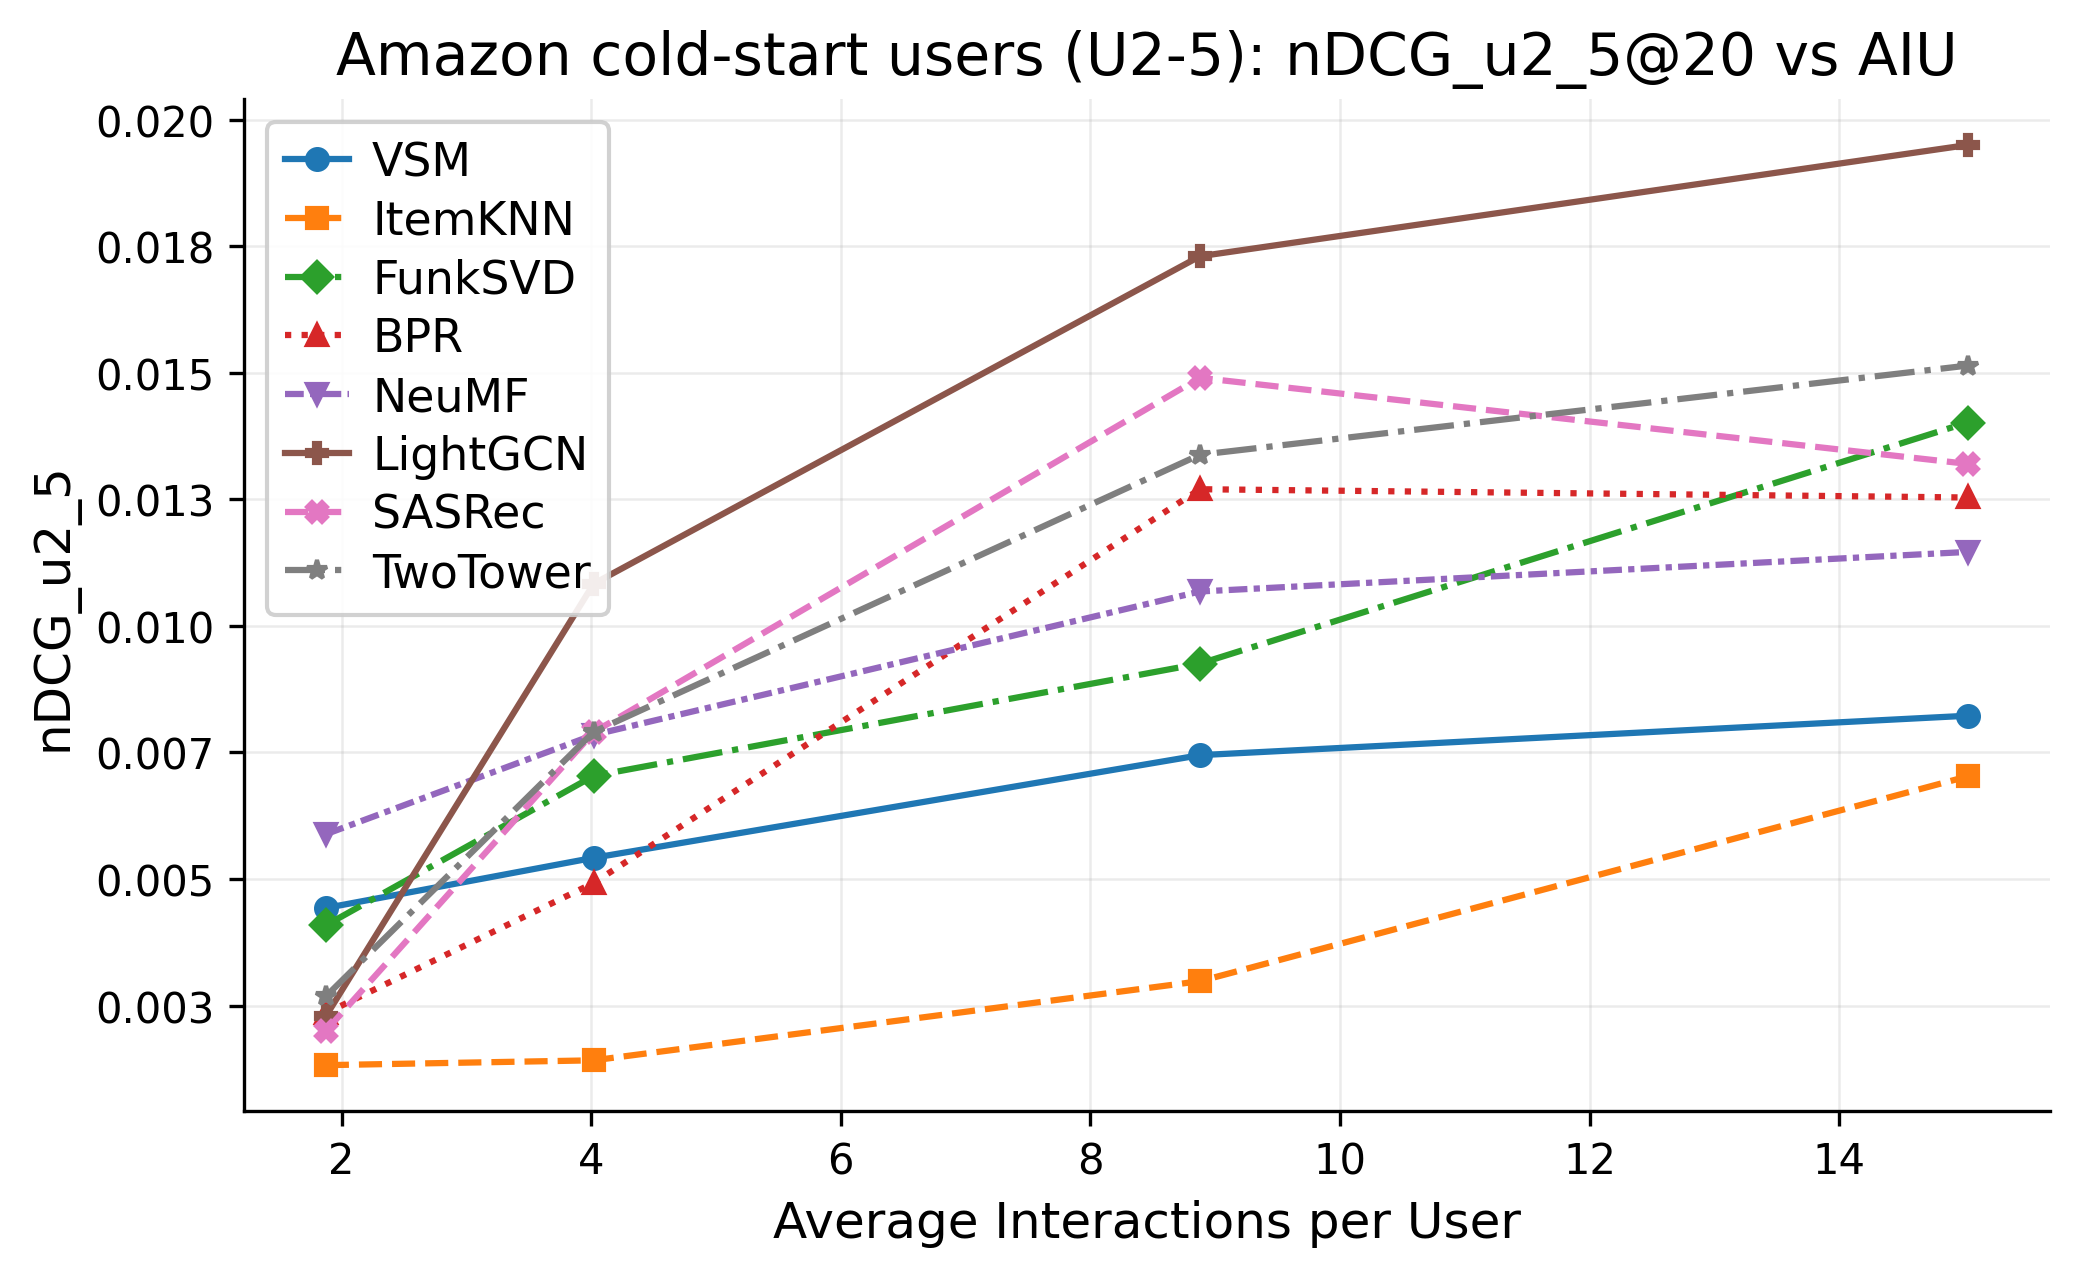 Amazon cold-start users (U2-5): nDCG_u2_5@20 vs AIU
nDCG_u2_5
0.020
0.018
0.015
0.013
0.010
0.007
0.005
0.003
VSM
ItemKNN
FunkSVD
BPR
NeuMF
LightGCN
SASRec
TwoTower
2 4 6 8 10 12 14
Average Interactions per User